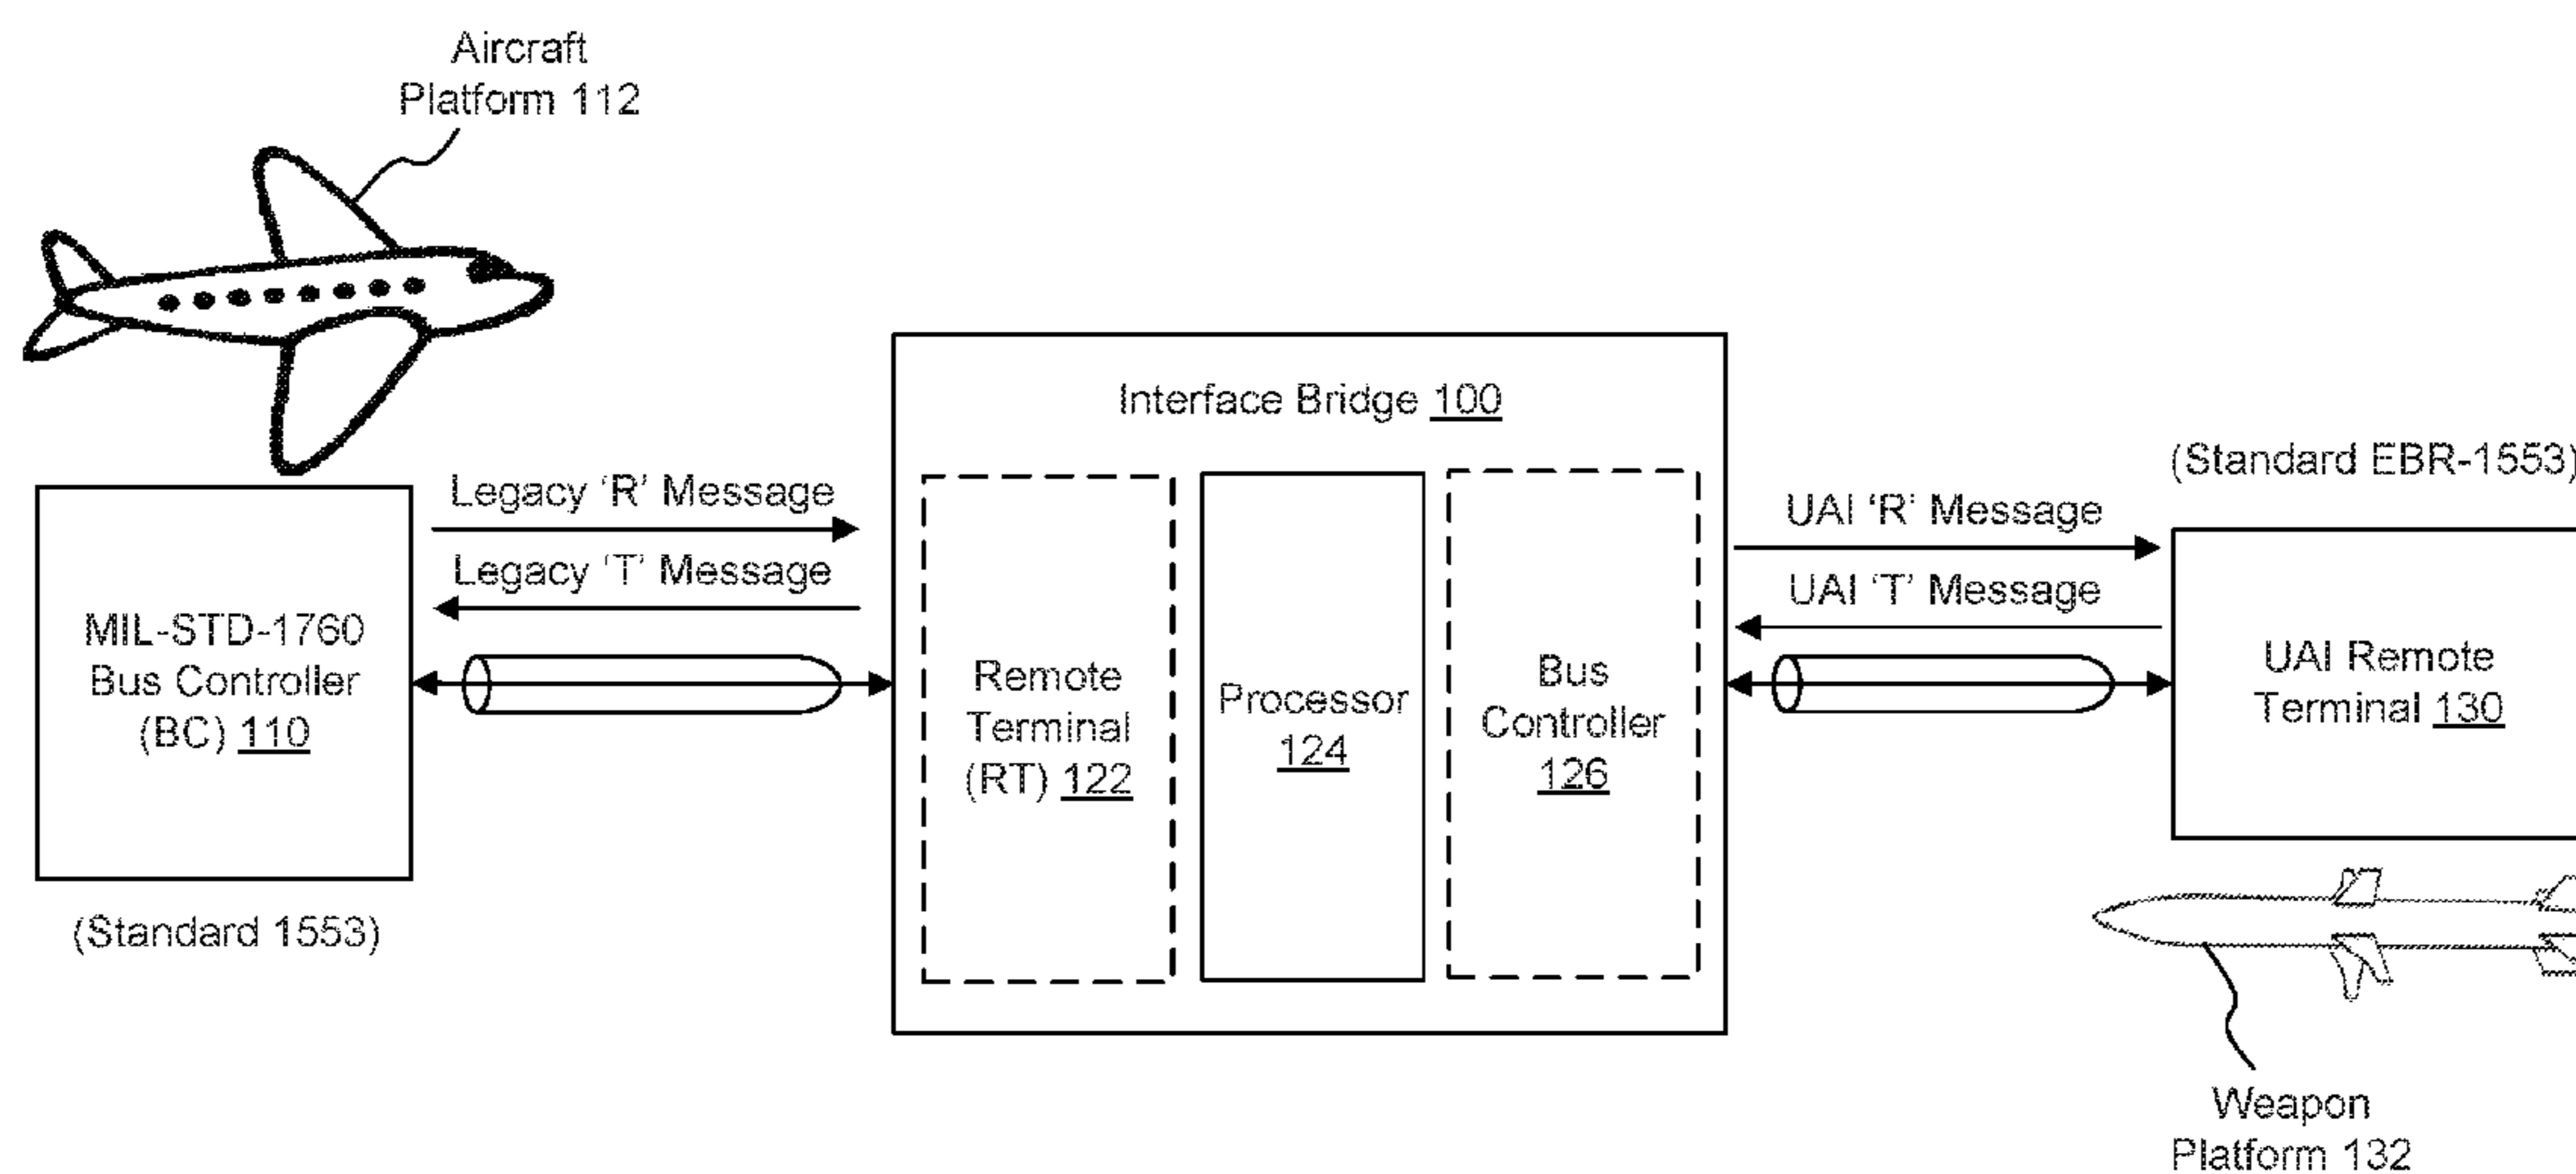 Aircraft
Platform 112
Interface Bridge 100
(Standard EBR-1553)
Legacy 'R' Message
Legacy 'T' Message
UAI 'R' Message
UAI 'T' Message
MIL-STD-1760
Bus Controller
(BC) 110
Remote
Terminal
(RT) 122
Processor
124
Bus
Controller
126
UAI Remote
Terminal 130
(Standard 1553)
Weapon
Platform 132